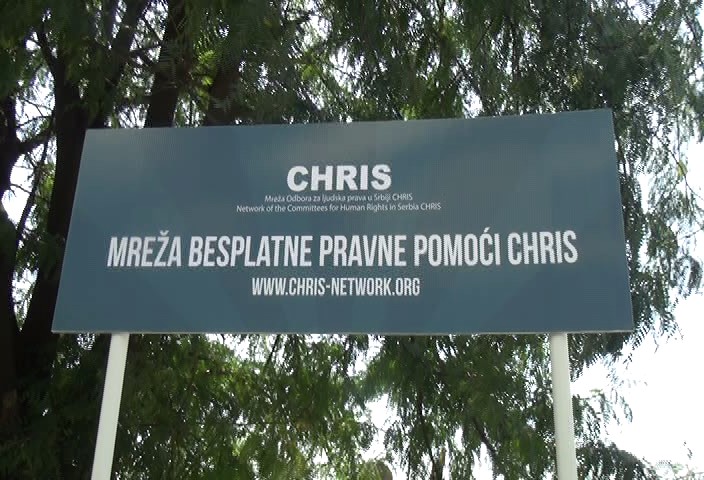 CHRIS
Mreža Odbora za ljudska prava u Srbiji CHRIS
Network of the Committees for Human Rights in Serbia CHRIS
MREŽA BESPLATNE PRAVNE POMOĆI CHRIS
WWW.CHRIS-NETWORK.ORG